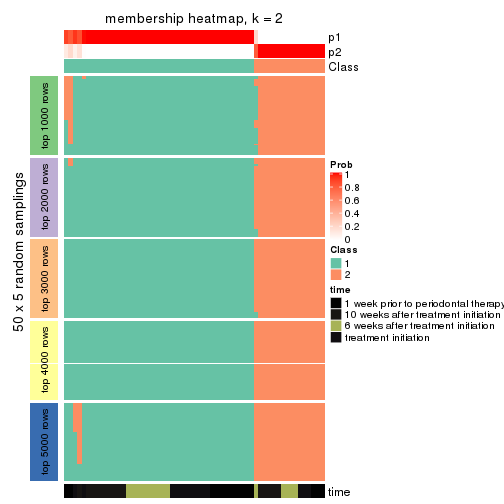 membership heatmap, k = 2
p1
p2
Class
50 x 5 random samplings
top 1000 rows
top 2000 rows
top 3000 rows
top 4000 rows
top 5000 rows
Prob
1
0.8
0.6
0.4
0.2
0
Class
1
2
time
1 week prior to periodontal therapy
10 weeks after treatment initiation
6 weeks after treatment initiation
treatment initiation
time